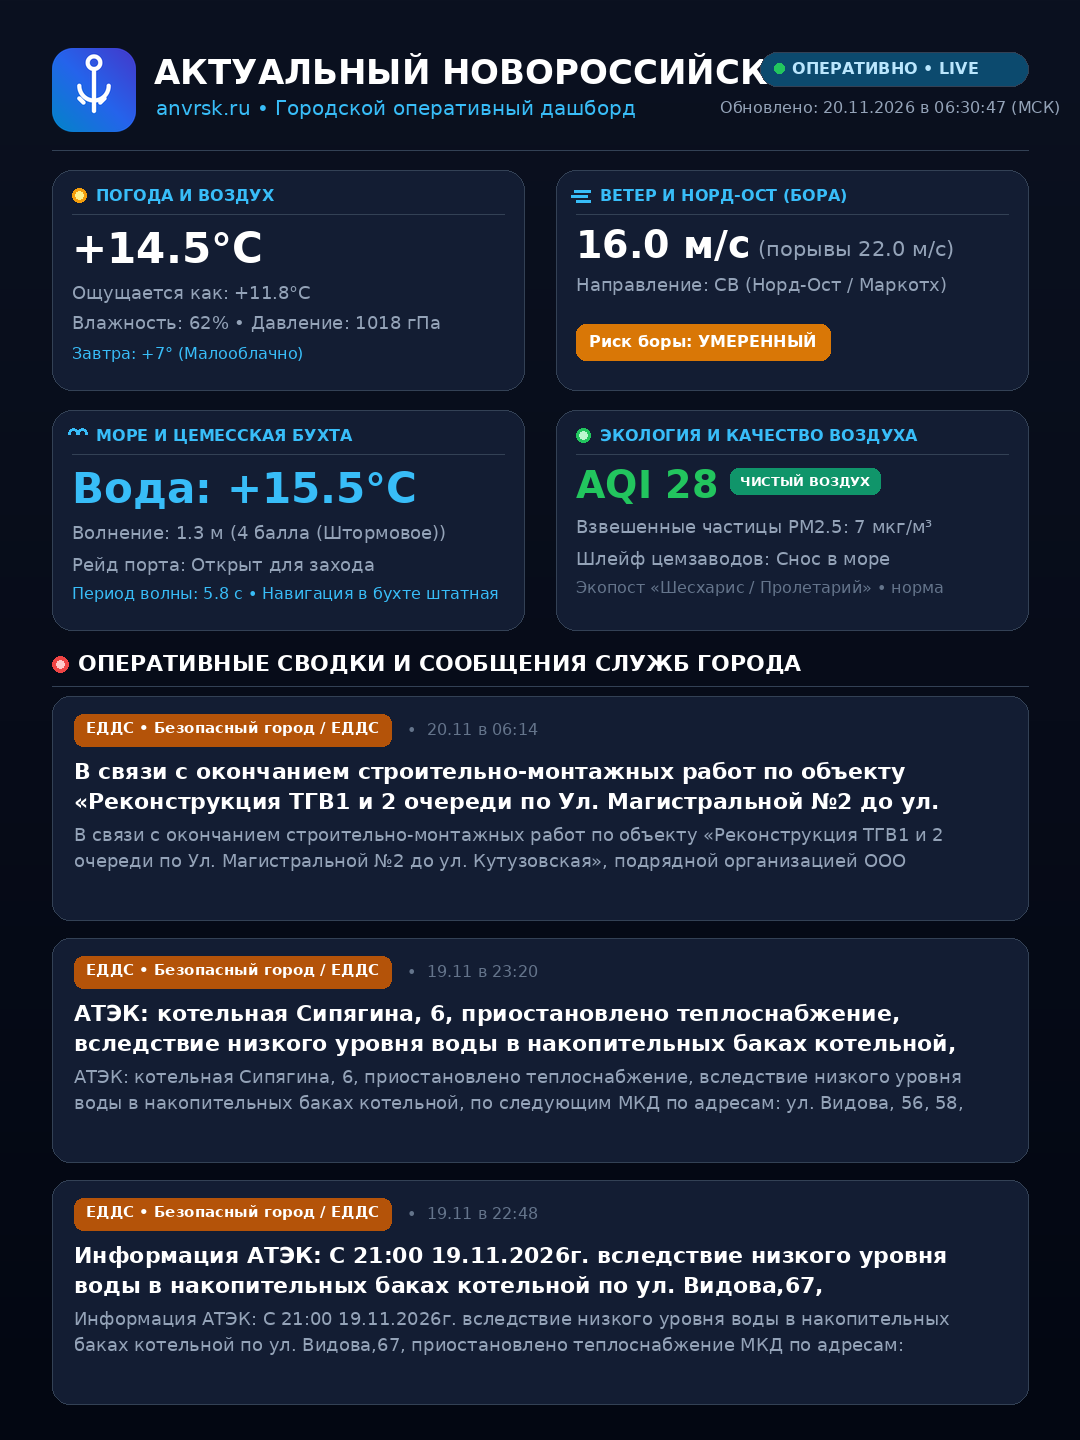 АКТУАЛЬНЫЙ НОВОРОССИЙСК
ОПЕРАТИВНО • LIVE
anvrsk.ru • Городской оперативный дашборд
Обновлено: 20.11.2026 в 06:30:47 (МСК)
ПОГОДА И ВОЗДУХ
+14.5°C
Ощущается как: +11.8°C
Влажность: 62% • Давление: 1018 гПа
Завтра: +7° (Малооблачно)
ВЕТЕР И НОРД-ОСТ (БОРА)
16.0 м/с (порывы 22.0 м/с)
Направление: СВ (Норд-Ост / Маркотх)
Риск боры: УМЕРЕННЫЙ
МОРЕ И ЦЕМЕССКАЯ БУХТА
Вода: +15.5°C
Волнение: 1.3 м (4 балла (Штормовое))
Рейд порта: Открыт для захода
Период волны: 5.8 с • Навигация в бухте штатная
ЭКОЛОГИЯ И КАЧЕСТВО ВОЗДУХА
AQI 28 ЧИСТЫЙ ВОЗДУХ
Взвешенные частицы PM2.5: 7 мкг/м³
Шлейф цемзаводов: Снос в море
Экопост «Шесхарис / Пролетарий» • норма
ОПЕРАТИВНЫЕ СВОДКИ И СООБЩЕНИЯ СЛУЖБ ГОРОДА
ЕДДС • Безопасный город / ЕДДС • 20.11 в 06:14
В связи с окончанием строительно-монтажных работ по объекту
«Реконструкция ТГВ1 и 2 очереди по Ул. Магистральной №2 до ул.
В связи с окончанием строительно-монтажных работ по объекту «Реконструкция ТГВ1 и 2
очереди по Ул. Магистральной №2 до ул. Кутузовская», подрядной организацией ООО
ЕДДС • Безопасный город / ЕДДС • 19.11 в 23:20
АТЭК: котельная Сипягина, 6, приостановлено теплоснабжение,
вследствие низкого уровня воды в накопительных баках котельной,
АТЭК: котельная Сипягина, 6, приостановлено теплоснабжение, вследствие низкого уровня
воды в накопительных баках котельной, по следующим МКД по адресам: ул. Видова, 56, 58,
ЕДДС • Безопасный город / ЕДДС • 19.11 в 22:48
Информация АТЭК: С 21:00 19.11.2026г. вследствие низкого уровня
воды в накопительных баках котельной по ул. Видова,67,
Информация АТЭК: С 21:00 19.11.2026г. вследствие низкого уровня воды в накопительных
баках котельной по ул. Видова,67, приостановлено теплоснабжение МКД по адресам: